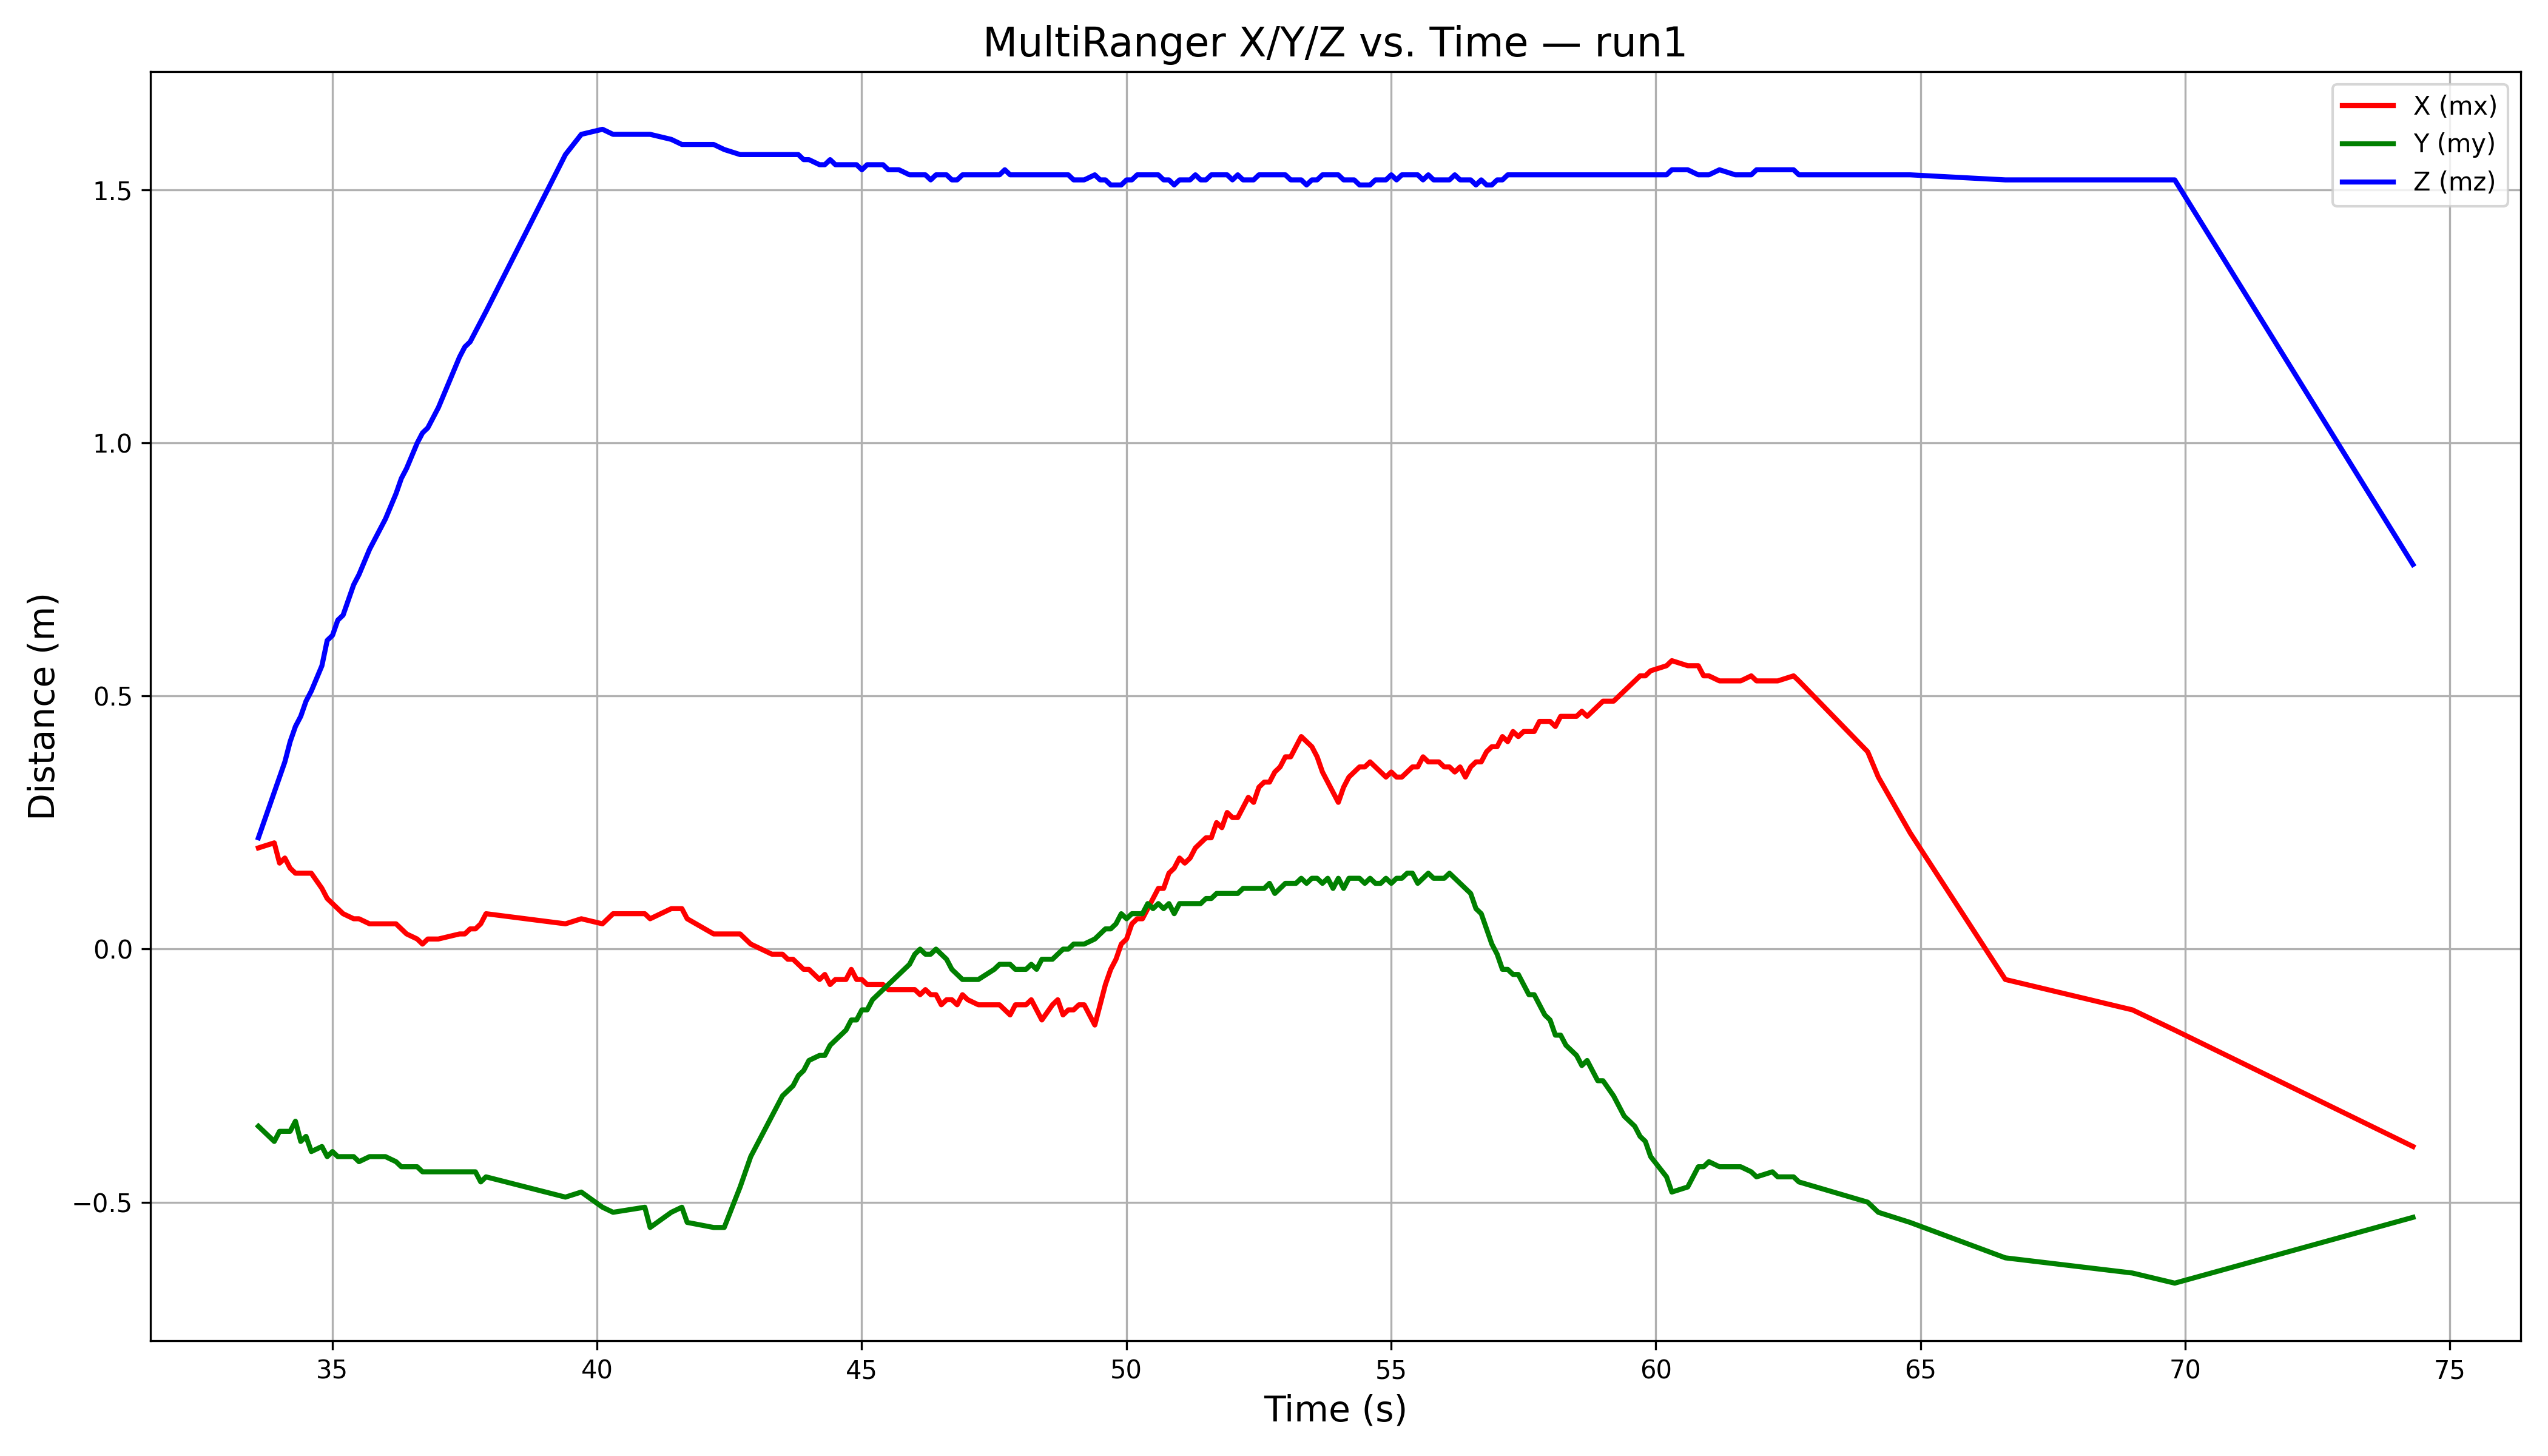 MultiRanger X/Y/Z vs. Time — run1
X (mx)
Y (my)
Z (mz)
1.5
1.0
0.5
0.0
−0.5
Distance (m)
35 40 45 50 55 60 65 70 75
Time (s)